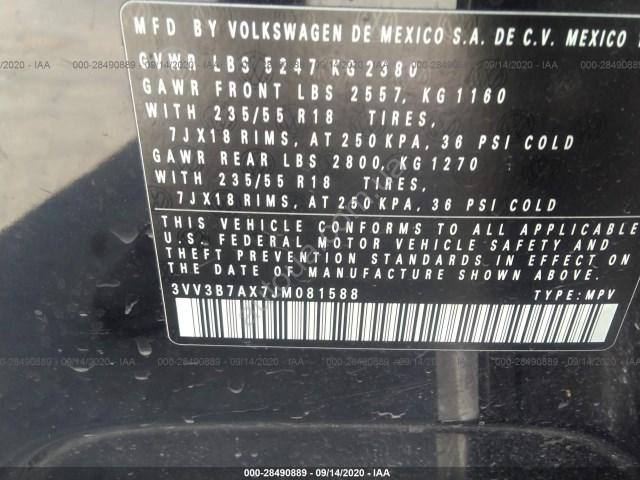 MFD BY VOLKSWAGEN DE MEXICO S.A. DE C.V. MEXICO
GVWR LBS 5247 KG 2380
GAWR FRONT LBS 2557, KG 1160
WITH 235/55 R18 TIRES,
7JX18 RIMS, AT 250 KPA, 36 PSI COLD
GAWR REAR LBS 2800, KG 1270
WITH 235/55 R18 TIRES,
7JX18 RIMS, AT 250 KPA, 36 PSI COLD
THIS VEHICLE CONFORMS TO ALL APPLICABLE
U.S. FEDERAL MOTOR VEHICLE SAFETY AND
THEFT PREVENTION STANDARDS IN EFFECT ON
THE DATE OF MANUFACTURE SHOWN ABOVE.
3VV3B7AX7JM081588 TYPE: MPV
000-28490889 - 09/14/2020 - IAA